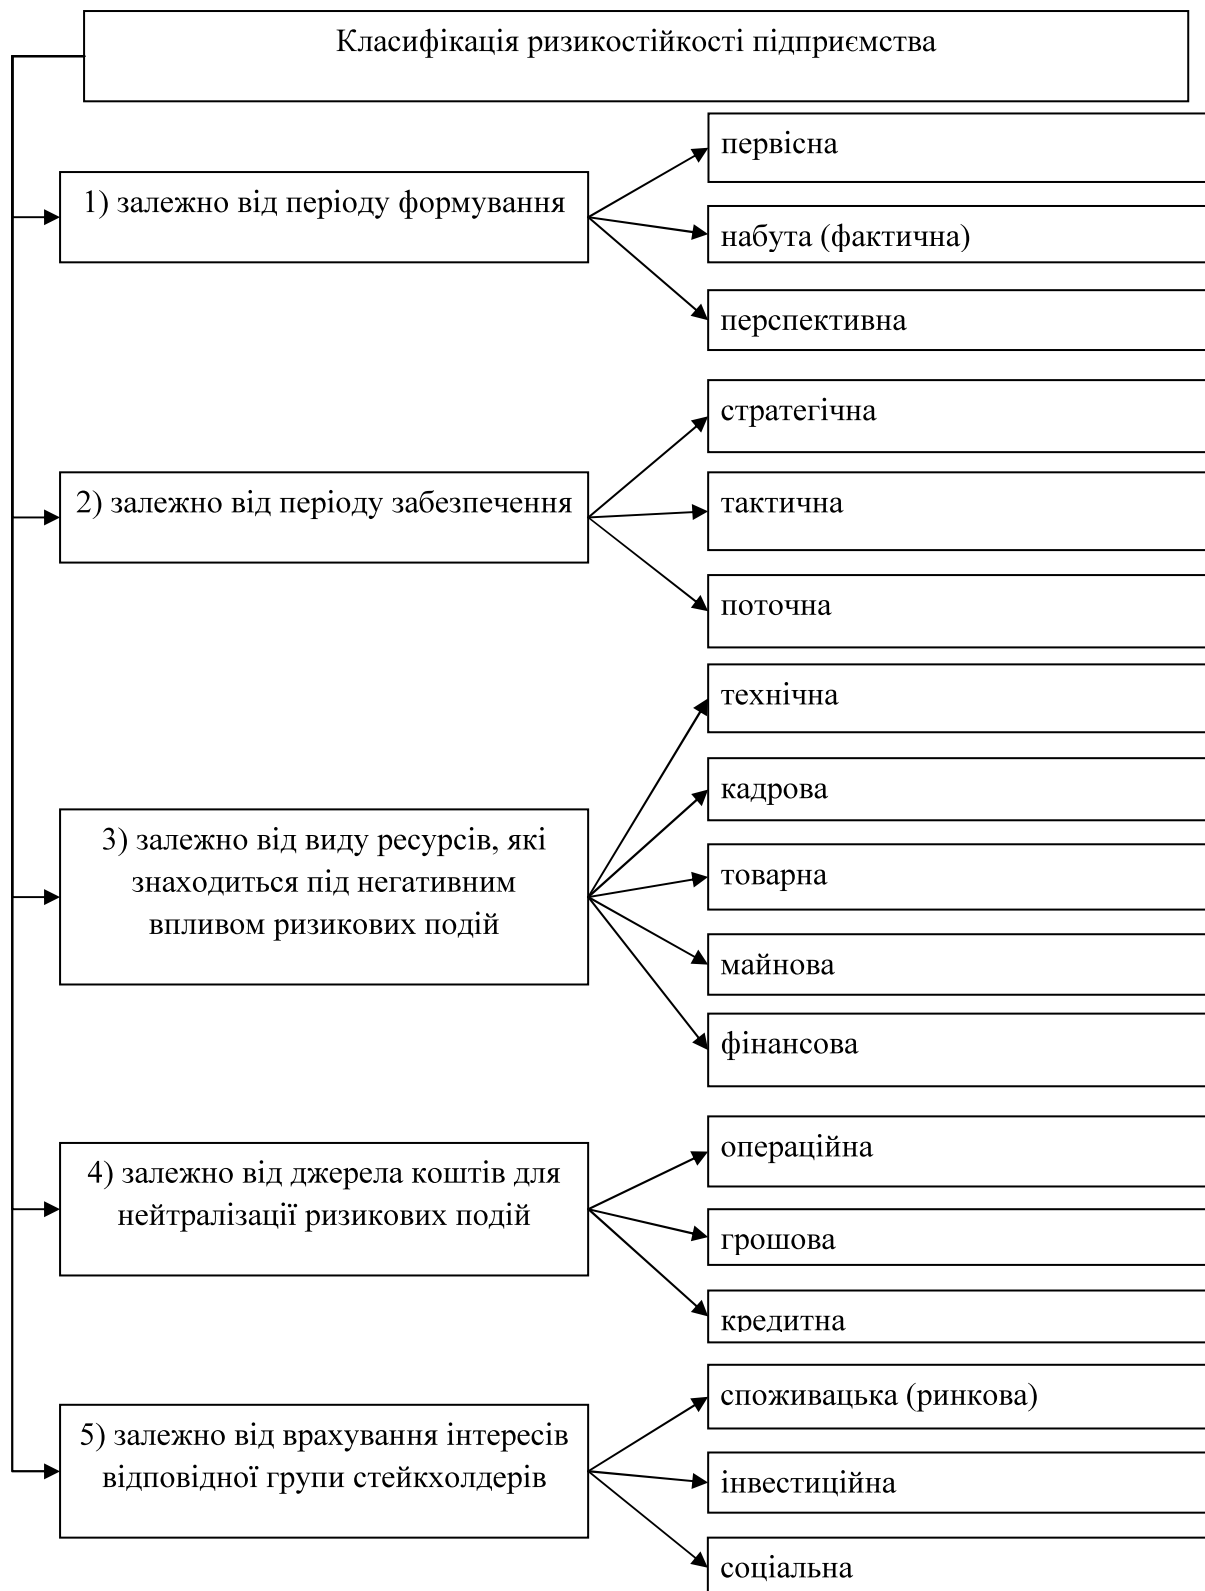 Класифікація ризикостійкості підприємства
1) залежно від періоду формування
первісна
набута (фактична)
перспективна
2) залежно від періоду забезпечення
стратегічна
тактична
поточна
3) залежно від виду ресурсів, які
знаходиться під негативним
впливом ризикових подій
технічна
кадрова
товарна
майнова
фінансова
4) залежно від джерела коштів для
нейтралізації ризикових подій
операційна
грошова
кредитна
5) залежно від врахування інтересів
відповідної групи стейкхолдерів
споживацька (ринкова)
інвестиційна
соціальна